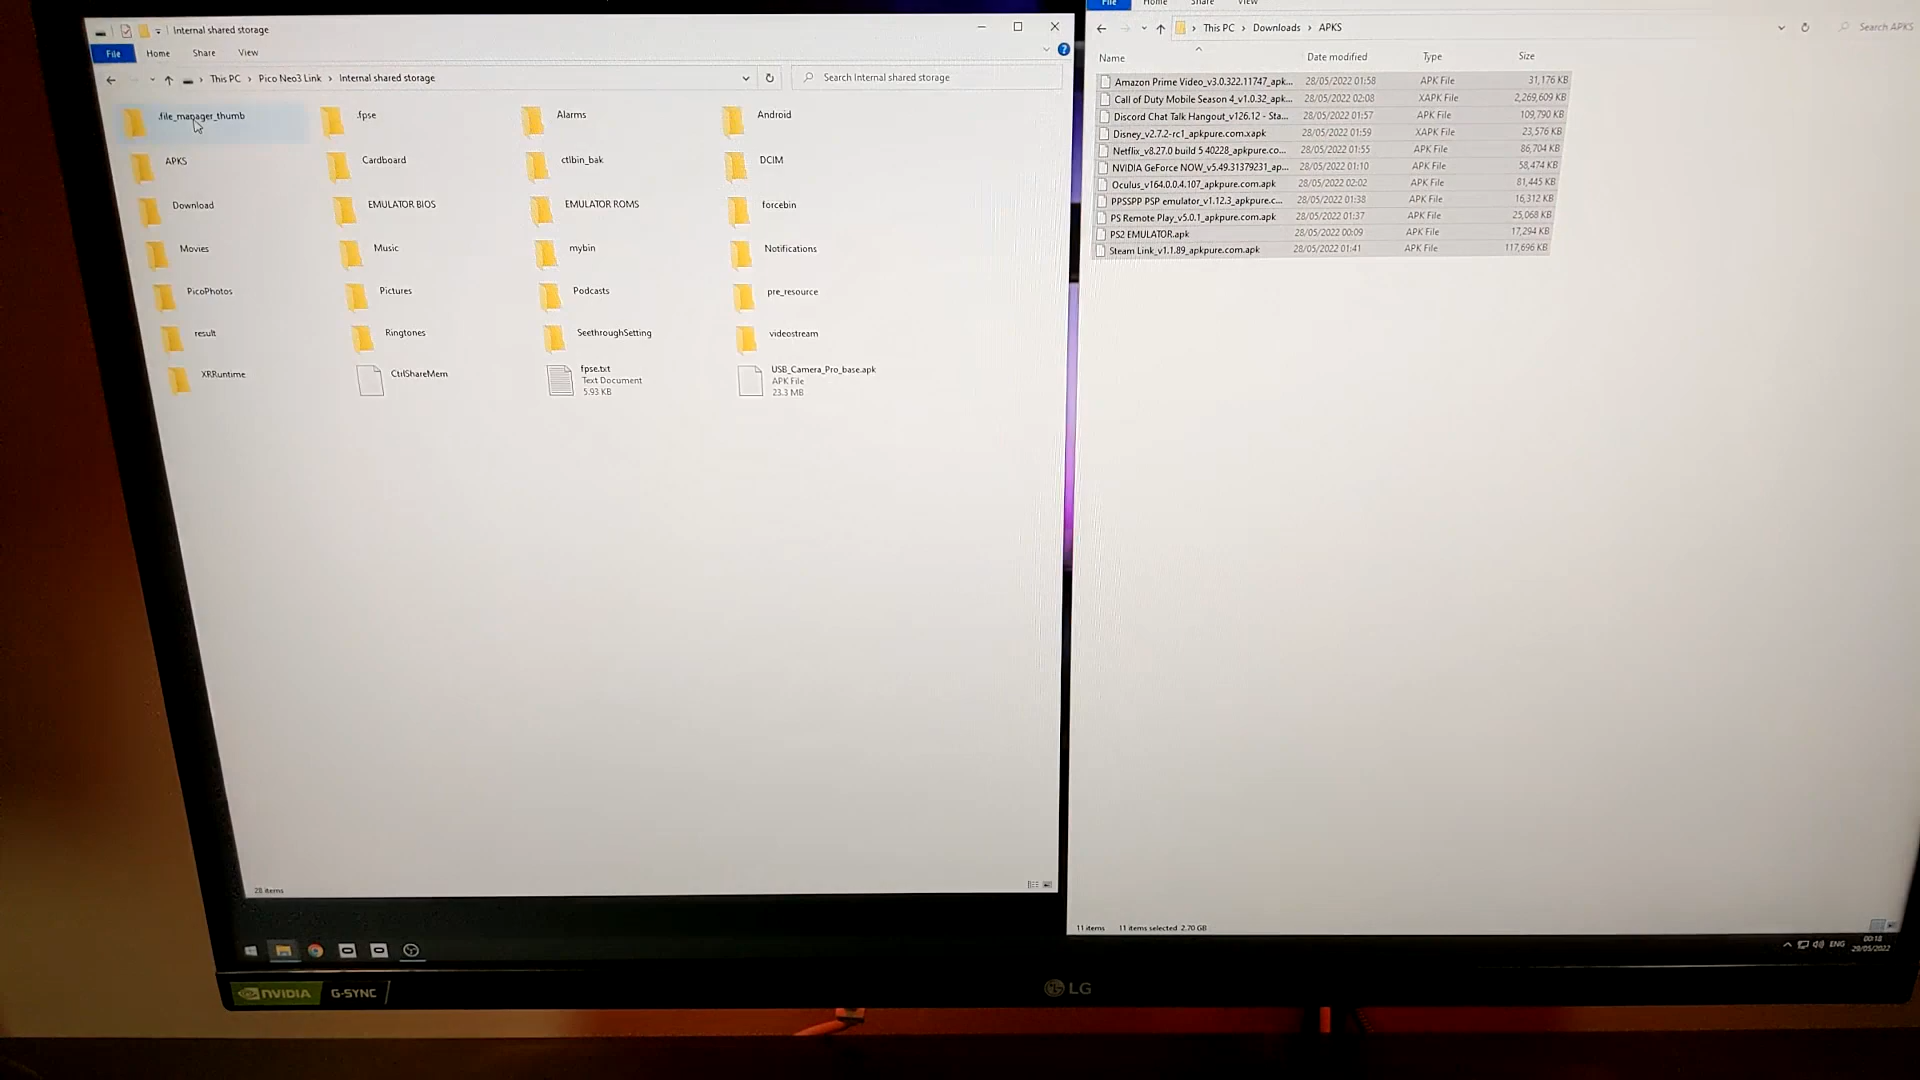 Internal shared storage
File Home Share View
This PC > Pico Neo3 Link > Internal shared storage
Search Internal shared storage
.file_manager_thumb .fpse Alarms Android
APKS Cardboard ctlbin_bak DCIM
Download EMULATOR BIOS EMULATOR ROMS forcebin
Movies Music mybin Notifications
PicoPhotos Pictures Podcasts pre_resource
result Ringtones SeethroughSetting videostream
XRRuntime CtrlShareMem fpse.txt USB_Camera_Pro_base.apk
Text Document APK File
5.93 KB 23.3 MB
28 items
File Home Share View
This PC > Downloads > APKS
Search APKS
Name Date modified Type Size
Amazon Prime Video_v3.0.322.11747_apk... 28/05/2022 01:58 APK File 31,176 KB
Call of Duty Mobile Season 4_v1.0.32_apk... 28/05/2022 02:08 XAPK File 2,269,609 KB
Discord Chat Talk Hangout_v126.12 - Sta... 28/05/2022 01:57 APK File 109,790 KB
Disney_v2.7.2-rc1_apkpure.com.xapk 28/05/2022 01:59 XAPK File 23,576 KB
Netflix_v8.27.0 build 5 40228_apkpure.co... 28/05/2022 01:55 APK File 86,704 KB
NVIDIA GeForce NOW_v5.49.31379231_ap... 28/05/2022 01:10 APK File 58,474 KB
Oculus_v164.0.0.4.107_apkpure.com.apk 28/05/2022 02:02 APK File 81,445 KB
PPSSPP PSP emulator_v1.12.3_apkpure.c... 28/05/2022 01:38 APK File 16,312 KB
PS Remote Play_v5.0.1_apkpure.com.apk 28/05/2022 01:37 APK File 25,068 KB
PS2 EMULATOR.apk 28/05/2022 00:09 APK File 17,294 KB
Steam Link_v1.1.89_apkpure.com.apk 28/05/2022 01:41 APK File 117,696 KB
11 items 11 items selected 2.70 GB
ENG
00:18
29/05/2022
NVIDIA G-SYNC
LG